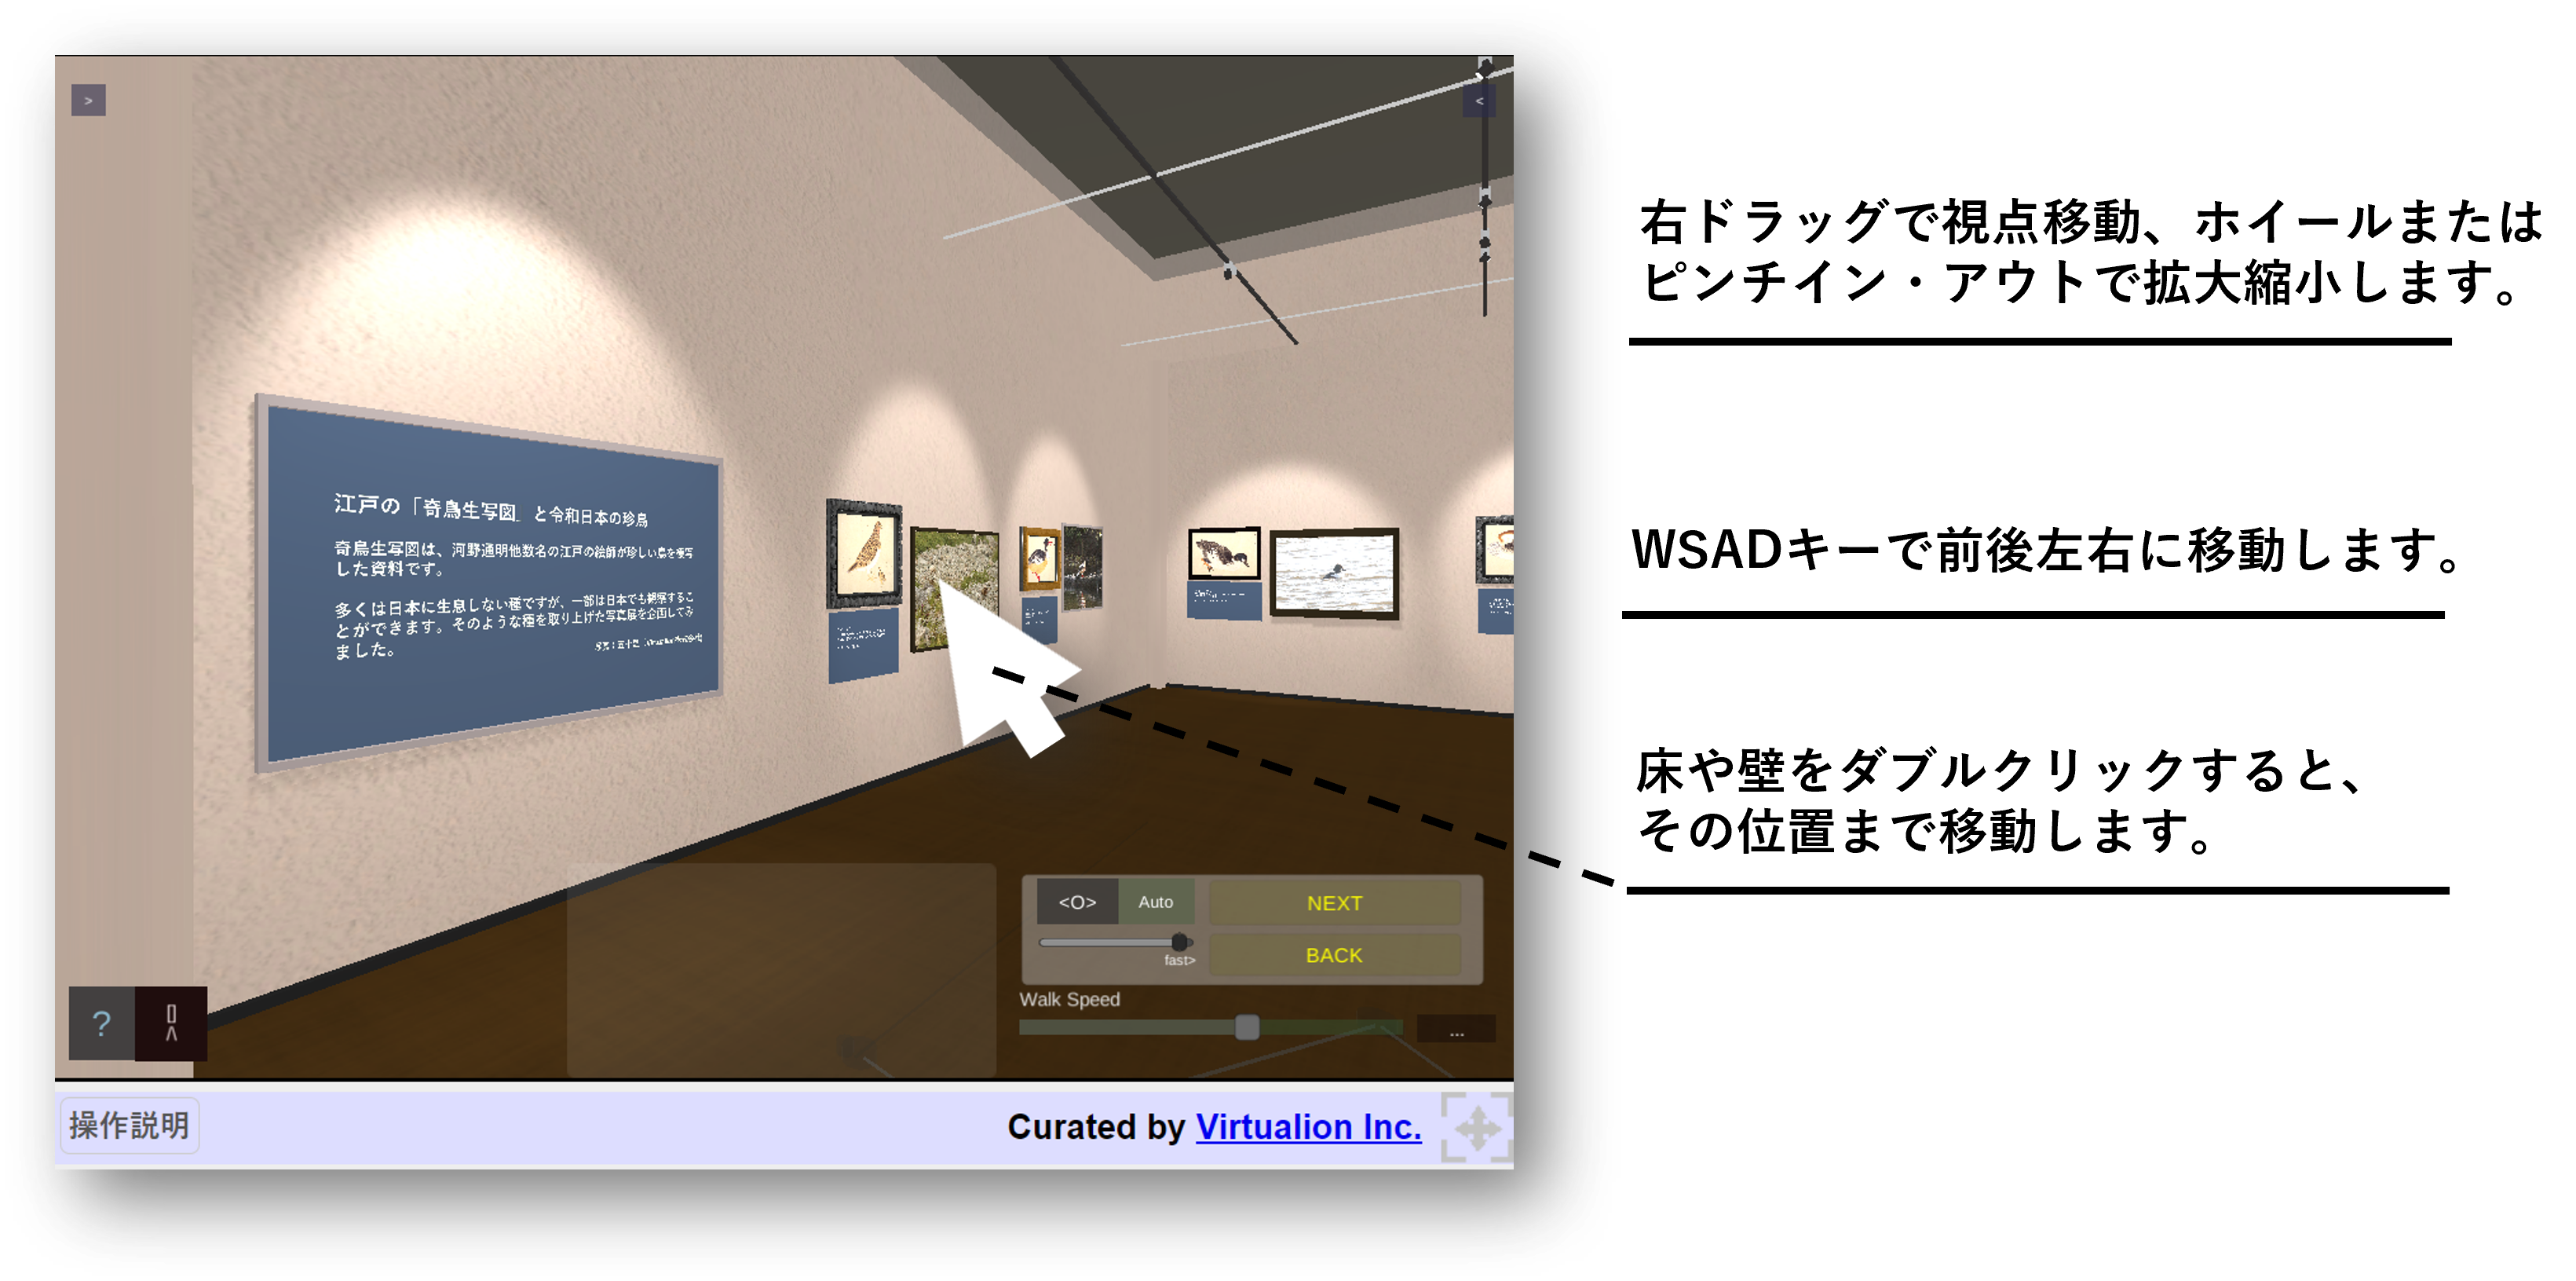 >
<
江戸の「奇鳥生写図」と令和日本の珍鳥
奇鳥生写図は、河野通明他数名の江戸の絵師が珍しい鳥を模写
した資料です。
多くは日本に生息しない種ですが、一部は日本でも観察するこ
とができます。そのような種を取り上げた写真展を企画してみ
ました。
<O>
Auto
NEXT
fast>
BACK
Walk Speed
...
?
操作説明
Curated by Virtualion Inc.
右ドラッグで視点移動、ホイールまたは
ピンチイン・アウトで拡大縮小します。
WSADキーで前後左右に移動します。
床や壁をダブルクリックすると、
その位置まで移動します。